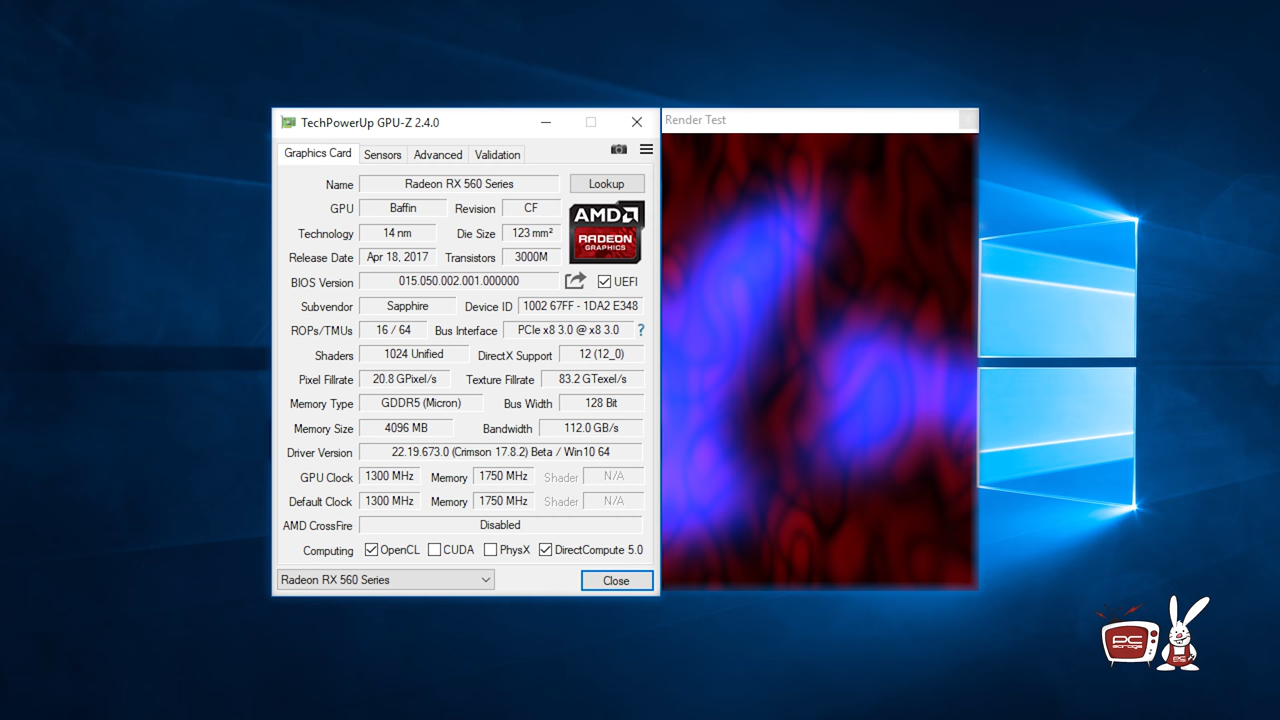 TechPowerUp GPU-Z 2.4.0
Render Test
Graphics Card Sensors Advanced Validation
Name Radeon RX 560 Series Lookup
GPU Baffin Revision CF
Technology 14 nm Die Size 123 mm²
Release Date Apr 18, 2017 Transistors 3000M
BIOS Version 015.050.002.001.000000 UEFI
Subvendor Sapphire Device ID 1002 67FF - 1DA2 E348
ROPs/TMUs 16 / 64 Bus Interface PCIe x8 3.0 @ x8 3.0 ?
Shaders 1024 Unified DirectX Support 12 (12_0)
Pixel Fillrate 20.8 GPixel/s Texture Fillrate 83.2 GTexel/s
Memory Type GDDR5 (Micron) Bus Width 128 Bit
Memory Size 4096 MB Bandwidth 112.0 GB/s
Driver Version 22.19.673.0 (Crimson 17.8.2) Beta / Win10 64
GPU Clock 1300 MHz Memory 1750 MHz Shader N/A
Default Clock 1300 MHz Memory 1750 MHz Shader N/A
AMD CrossFire Disabled
Computing OpenCL CUDA PhysX DirectCompute 5.0
Radeon RX 560 Series Close
AMD
RADEON
GRAPHICS
PC
garage
PC